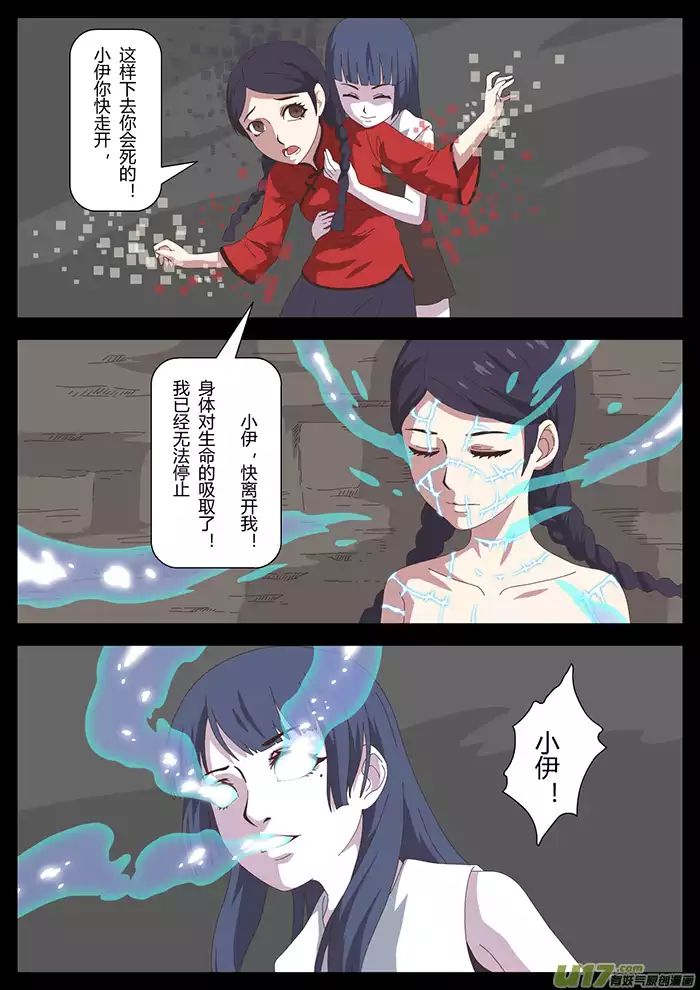 小伊你快走开，
这样下去你会死的！
我已经无法停止
身体对生命的吸取了！
小伊，快离开我！
小伊！
U17.com
有妖气原创漫画